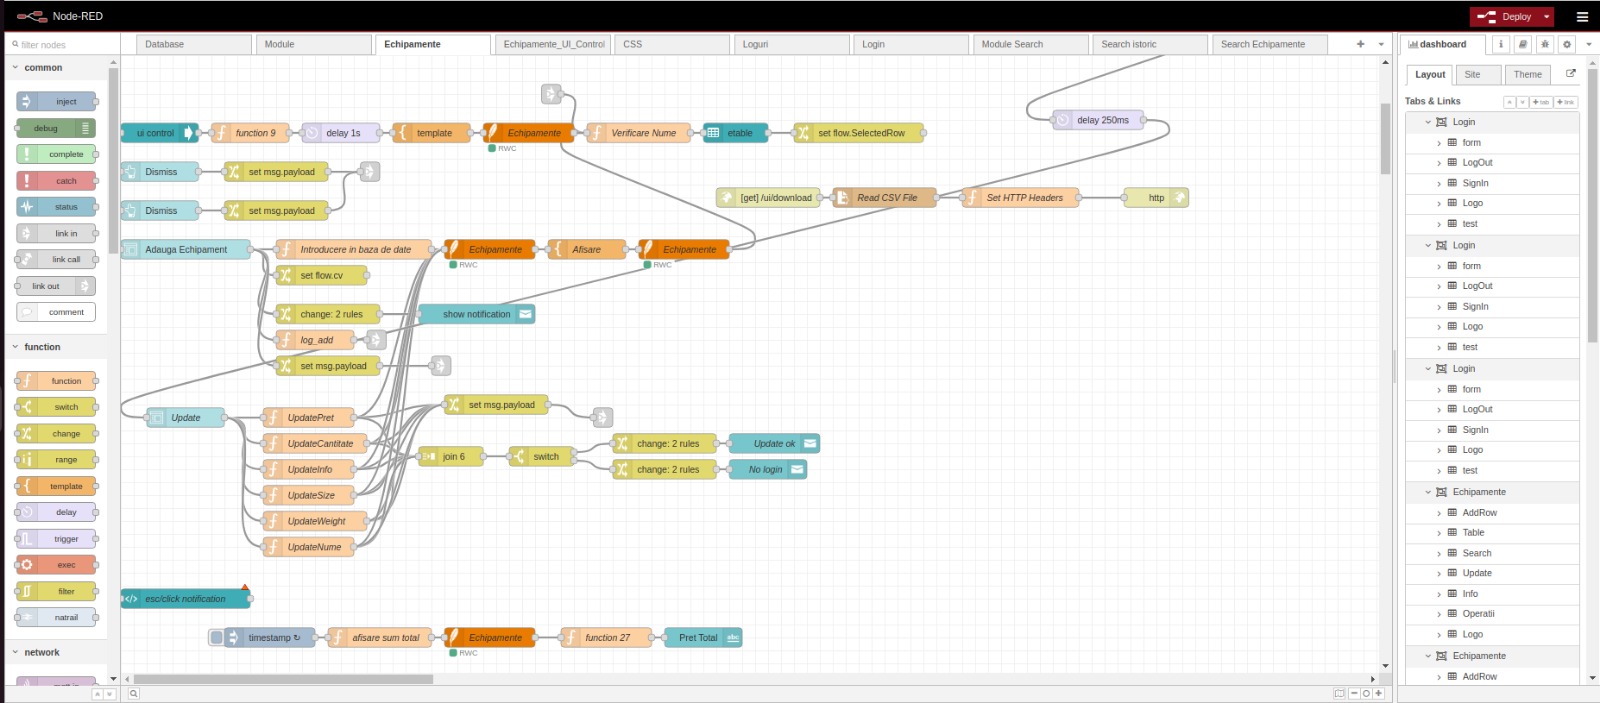 Node-RED
Deploy
filter nodes
Database
Module
Echipamente
Echipamente_UI_Control
CSS
Loguri
Login
Module Search
Search istoric
Search Echipamente
dashboard
common
inject
debug
complete
catch
status
link in
link call
link out
comment
function
function
switch
change
range
template
delay
trigger
exec
filter
natrail
network
ui control
function 9
delay 1s
template
Echipamente
RWC
Verificare Nume
etable
set flow.SelectedRow
delay 250ms
Dismiss
set msg.payload
Dismiss
set msg.payload
[get] /ui/download
Read CSV File
Set HTTP Headers
http
Adauga Echipament
Introducere in baza de date
Echipamente
RWC
Afisare
Echipamente
RWC
set flow.cv
change: 2 rules
show notification
log_add
set msg.payload
Update
UpdatePret
UpdateCantitate
UpdateInfo
UpdateSize
UpdateWeight
UpdateNume
set msg.payload
join 6
switch
change: 2 rules
Update ok
change: 2 rules
No login
esc/click notification
timestamp ↻
afisare sum total
Echipamente
RWC
function 27
Pret Total
abc
Layout
Site
Theme
Tabs & Links
tab
link
Login
form
LogOut
SignIn
Logo
test
Login
form
LogOut
SignIn
Logo
test
Login
form
LogOut
SignIn
Logo
test
Echipamente
AddRow
Table
Search
Update
Info
Operatii
Logo
Echipamente
AddRow